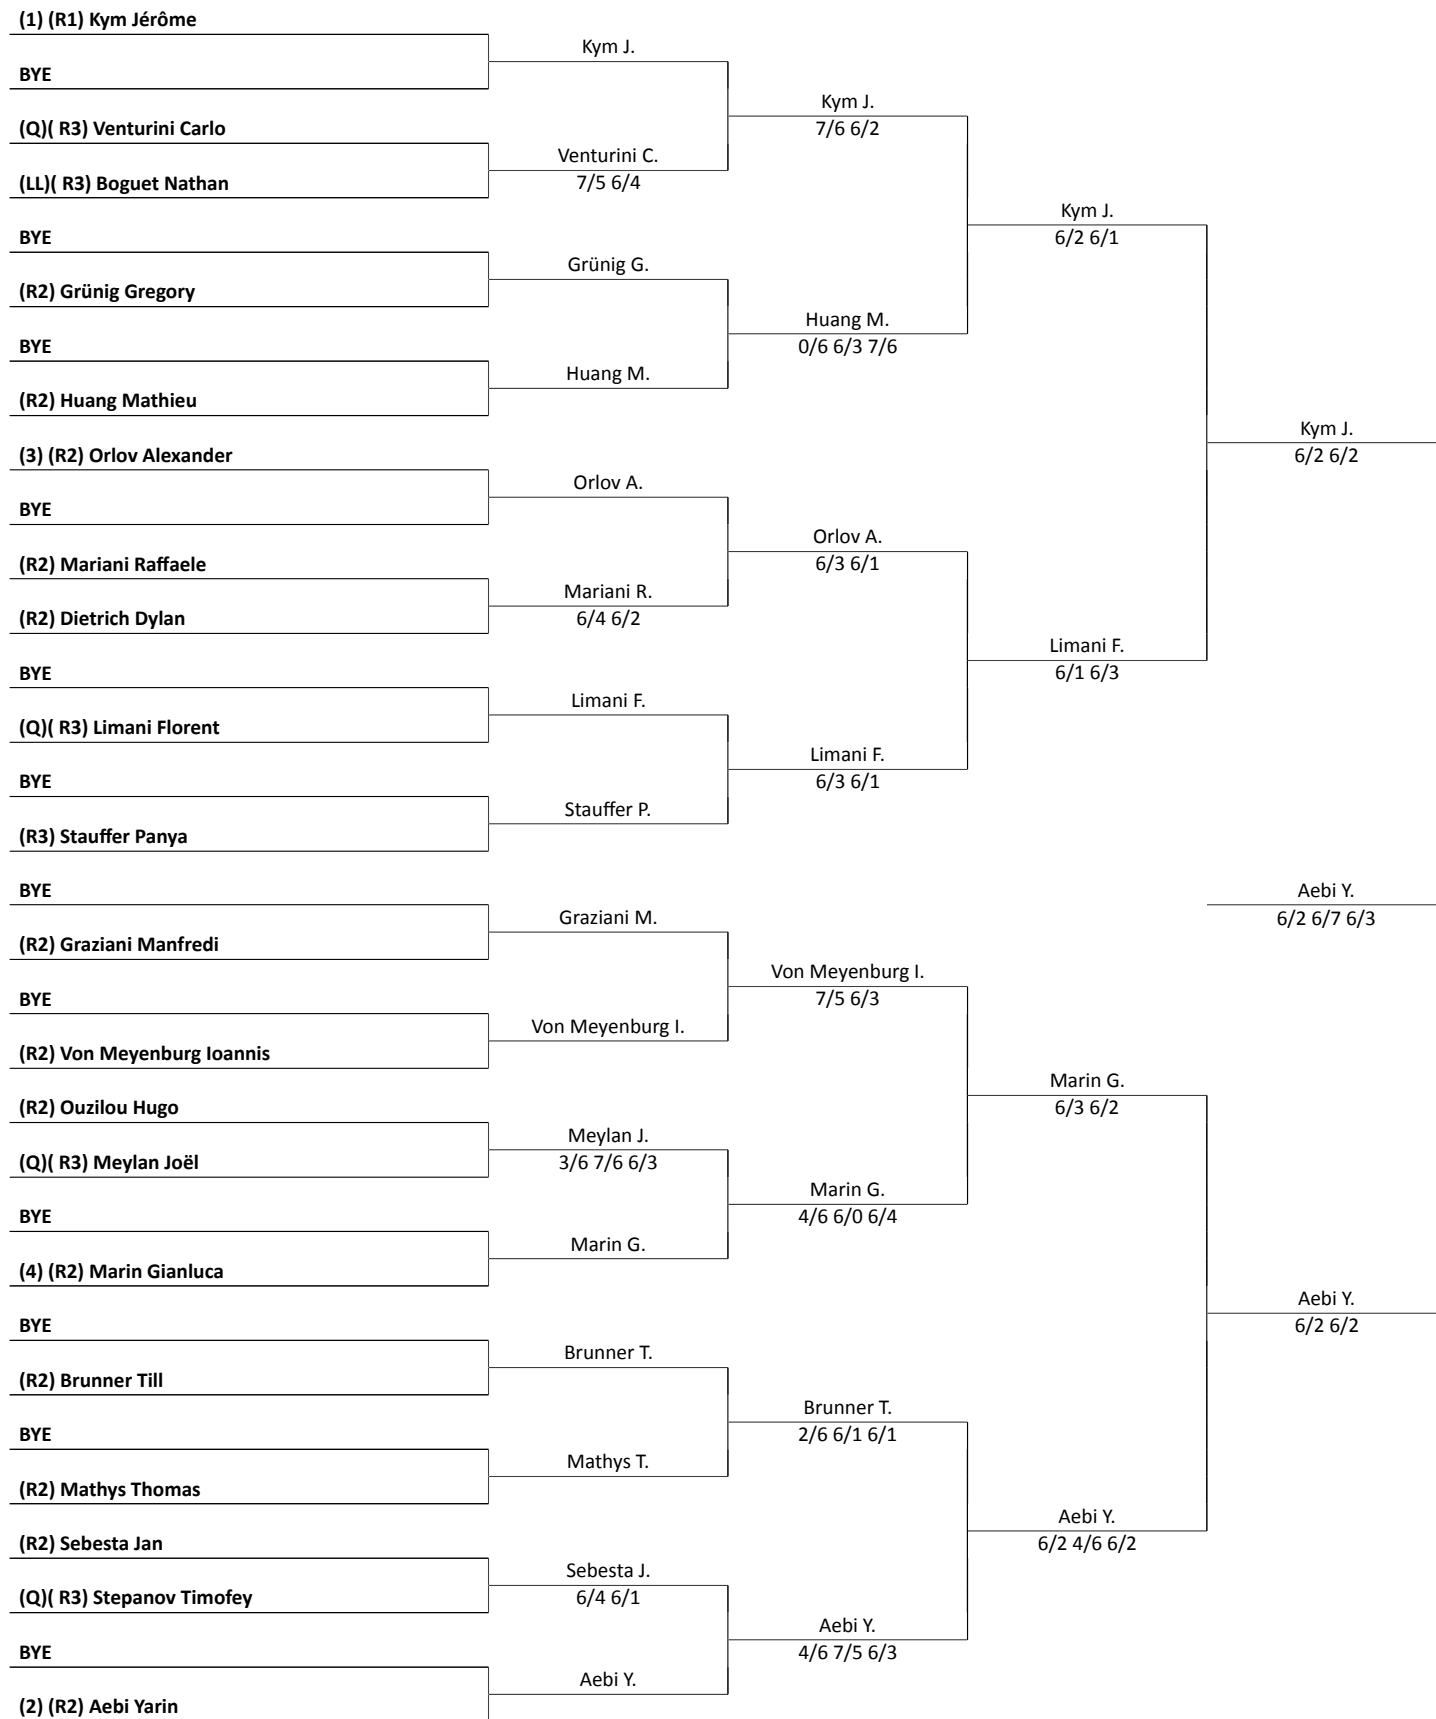 (1) (R1) Kym Jérôme
BYE
(Q)( R3) Venturini Carlo
(LL)( R3) Boguet Nathan
BYE
(R2) Grünig Gregory
BYE
(R2) Huang Mathieu
(3) (R2) Orlov Alexander
BYE
(R2) Mariani Raffaele
(R2) Dietrich Dylan
BYE
(Q)( R3) Limani Florent
BYE
(R3) Stauffer Panya
BYE
(R2) Graziani Manfredi
BYE
(R2) Von Meyenburg Ioannis
(R2) Ouzilou Hugo
(Q)( R3) Meylan Joël
BYE
(4) (R2) Marin Gianluca
BYE
(R2) Brunner Till
BYE
(R2) Mathys Thomas
(R2) Sebesta Jan
(Q)( R3) Stepanov Timofey
BYE
(2) (R2) Aebi Yarin
Kym J.
Venturini C.
7/5 6/4
Grünig G.
Huang M.
Orlov A.
Mariani R.
6/4 6/2
Limani F.
Stauffer P.
Graziani M.
Von Meyenburg I.
Meylan J.
3/6 7/6 6/3
Marin G.
Brunner T.
Mathys T.
Sebesta J.
6/4 6/1
Aebi Y.
Kym J.
7/6 6/2
Huang M.
0/6 6/3 7/6
Orlov A.
6/3 6/1
Limani F.
6/3 6/1
Von Meyenburg I.
7/5 6/3
Marin G.
4/6 6/0 6/4
Brunner T.
2/6 6/1 6/1
Aebi Y.
4/6 7/5 6/3
Kym J.
6/2 6/1
Limani F.
6/1 6/3
Marin G.
6/3 6/2
Aebi Y.
6/2 4/6 6/2
Kym J.
6/2 6/2
Aebi Y.
6/2 6/7 6/3
Aebi Y.
6/2 6/2